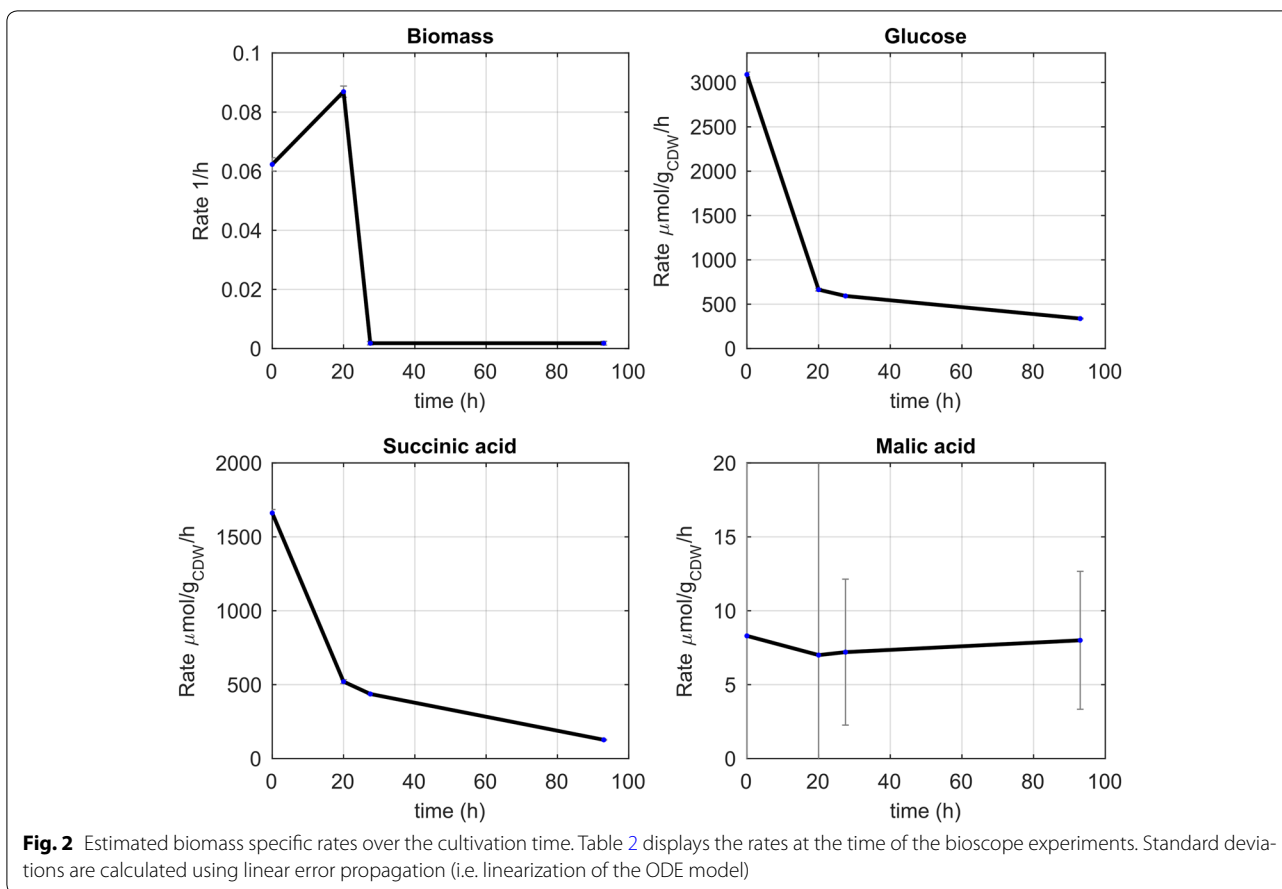 Biomass
0.1
0.08
0.06
0.04
0.02
0
Rate 1/h
0 20 40 60 80 100
time (h)
Glucose
3000
2500
2000
1500
1000
500
0
Rate μmol/g_CDW/h
0 20 40 60 80 100
time (h)
Succinic acid
2000
1500
1000
500
0
Rate μmol/g_CDW/h
0 20 40 60 80 100
time (h)
Malic acid
20
15
10
5
0
Rate μmol/g_CDW/h
0 20 40 60 80 100
time (h)
Fig. 2 Estimated biomass specific rates over the cultivation time. Table 2 displays the rates at the time of the bioscope experiments. Standard devia-
tions are calculated using linear error propagation (i.e. linearization of the ODE model)